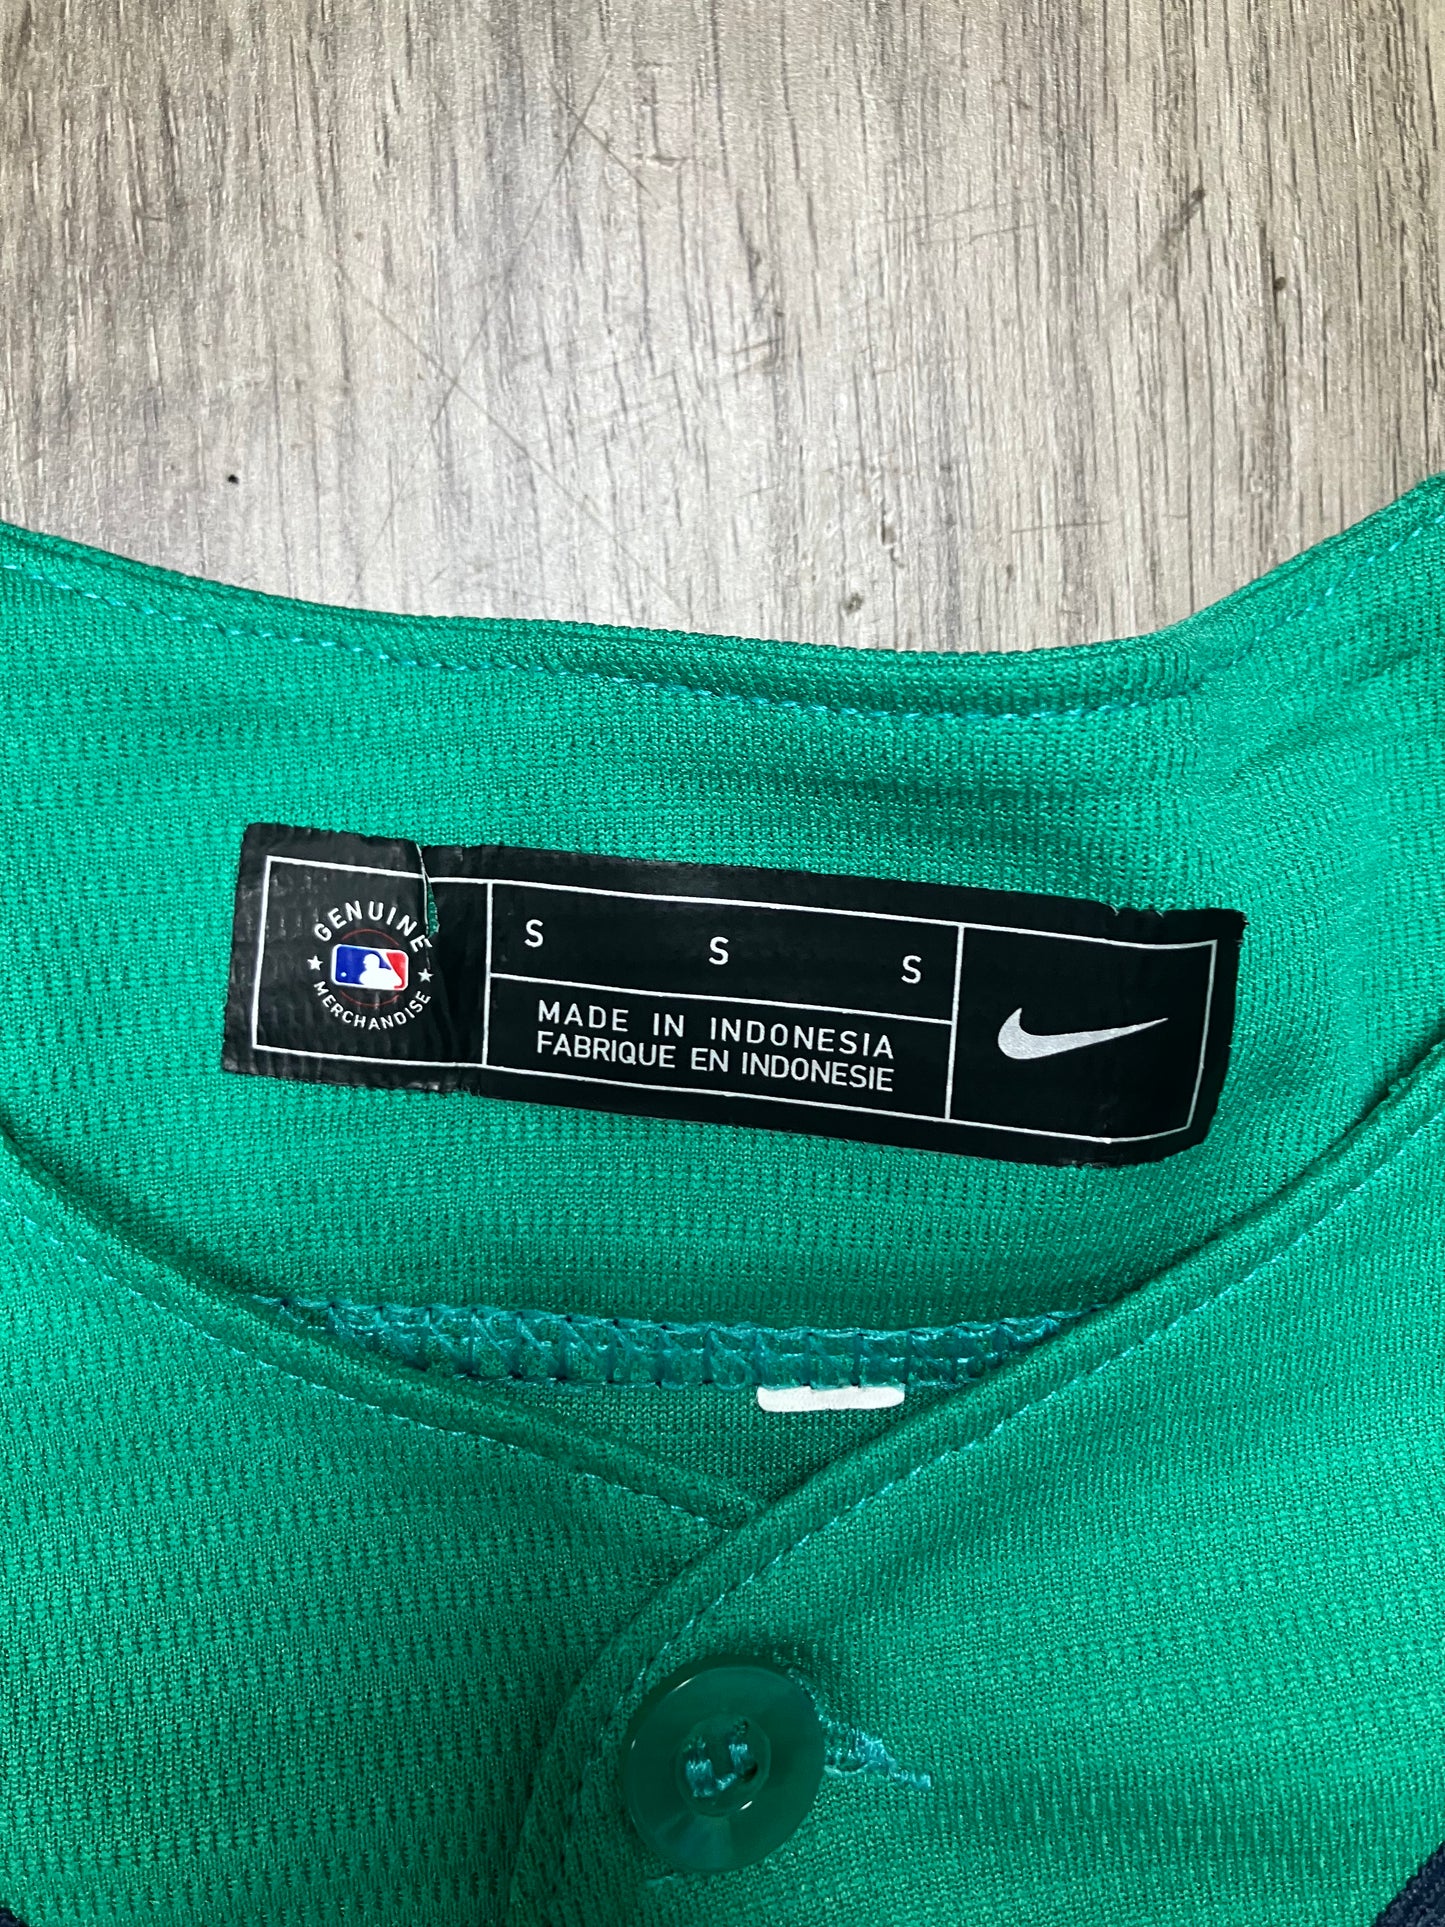 GENUINE
MERCHANDISE
S S S
MADE IN INDONESIA
FABRIQUE EN INDONESIE